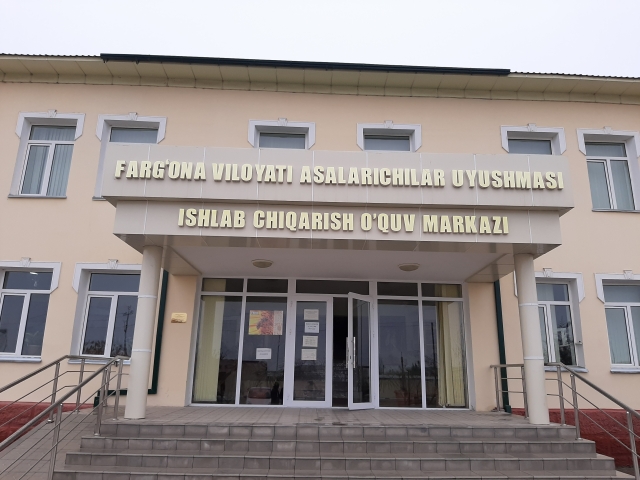 FARG'ONA VILOYATI ASALARICHILAR UYUSHMASI
ISHLAB CHIQARISH O'QUV MARKAZI